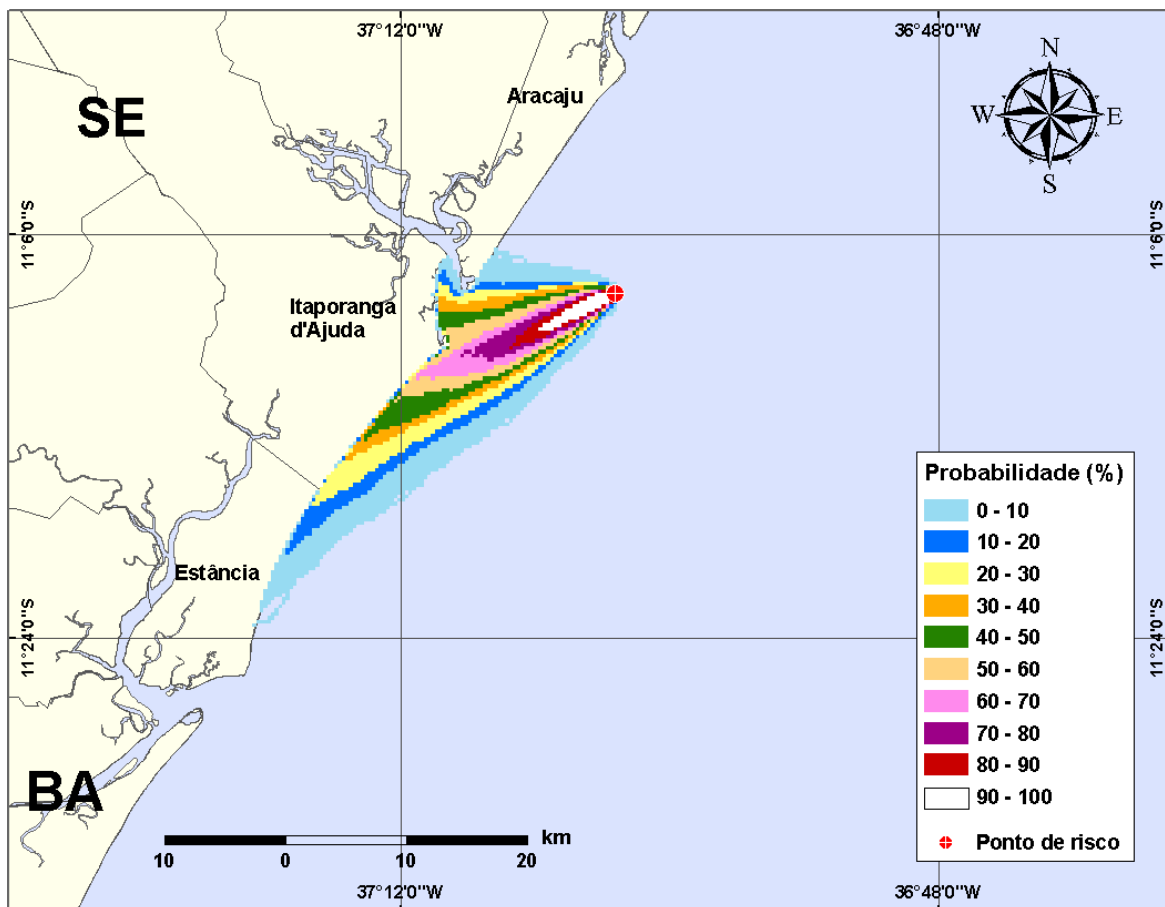 37°12'0"W
36°48'0"W
N
W
E
S
Aracaju
SE
11°6'0"S
11°6'0"S
Itaporanga
d'Ajuda
Probabilidade (%)
0 - 10
10 - 20
20 - 30
30 - 40
40 - 50
50 - 60
60 - 70
70 - 80
80 - 90
90 - 100
Ponto de risco
Estância
11°24'0"S
11°24'0"S
BA
km
10
0
10
20
37°12'0"W
36°48'0"W